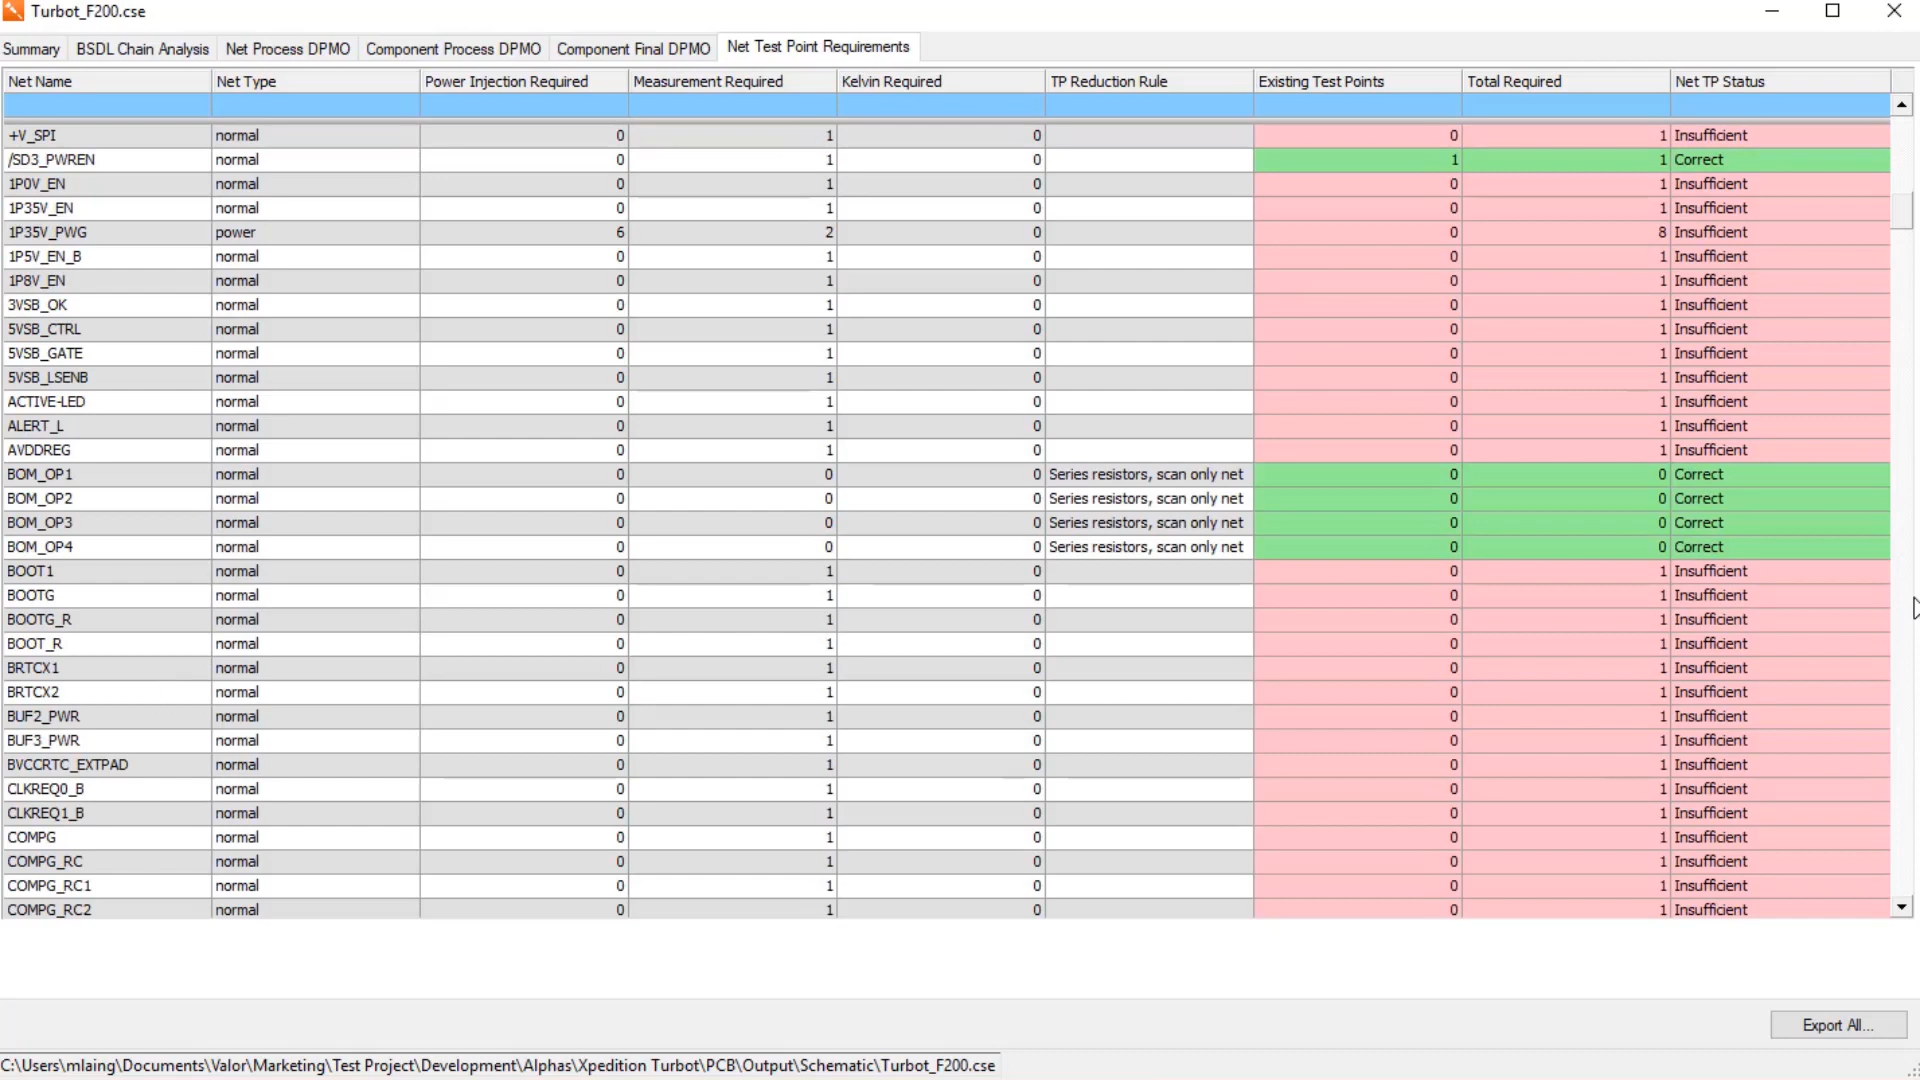 Turbot_F200.cse
Summary BSDL Chain Analysis Net Process DPMO Component Process DPMO Component Final DPMO Net Test Point Requirements
Net Name Net Type Power Injection Required Measurement Required Kelvin Required TP Reduction Rule Existing Test Points Total Required Net TP Status
+V_SPI normal 0 1 0 0 1 Insufficient
/SD3_PWREN normal 0 1 0 1 1 Correct
1P0V_EN normal 0 1 0 0 1 Insufficient
1P35V_EN normal 0 1 0 0 1 Insufficient
1P35V_PWG power 6 2 0 0 8 Insufficient
1P5V_EN_B normal 0 1 0 0 1 Insufficient
1P8V_EN normal 0 1 0 0 1 Insufficient
3VSB_OK normal 0 1 0 0 1 Insufficient
5VSB_CTRL normal 0 1 0 0 1 Insufficient
5VSB_GATE normal 0 1 0 0 1 Insufficient
5VSB_LSENB normal 0 1 0 0 1 Insufficient
ACTIVE-LED normal 0 1 0 0 1 Insufficient
ALERT_L normal 0 1 0 0 1 Insufficient
AVDDREG normal 0 1 0 0 1 Insufficient
BOM_OP1 normal 0 0 0 Series resistors, scan only net 0 0 Correct
BOM_OP2 normal 0 0 0 Series resistors, scan only net 0 0 Correct
BOM_OP3 normal 0 0 0 Series resistors, scan only net 0 0 Correct
BOM_OP4 normal 0 0 0 Series resistors, scan only net 0 0 Correct
BOOT1 normal 0 1 0 0 1 Insufficient
BOOTG normal 0 1 0 0 1 Insufficient
BOOTG_R normal 0 1 0 0 1 Insufficient
BOOT_R normal 0 1 0 0 1 Insufficient
BRTCX1 normal 0 1 0 0 1 Insufficient
BRTCX2 normal 0 1 0 0 1 Insufficient
BUF2_PWR normal 0 1 0 0 1 Insufficient
BUF3_PWR normal 0 1 0 0 1 Insufficient
BVCCRTC_EXTPAD normal 0 1 0 0 1 Insufficient
CLKREQ0_B normal 0 1 0 0 1 Insufficient
CLKREQ1_B normal 0 1 0 0 1 Insufficient
COMPG normal 0 1 0 0 1 Insufficient
COMPG_RC normal 0 1 0 0 1 Insufficient
COMPG_RC1 normal 0 1 0 0 1 Insufficient
COMPG_RC2 normal 0 1 0 0 1 Insufficient
Export All...
C:\Users\mlaing\Documents\Valor\Marketing\Test Project\Development\Alphas\Xpedition Turbot\PCB\Output\Schematic\Turbot_F200.cse